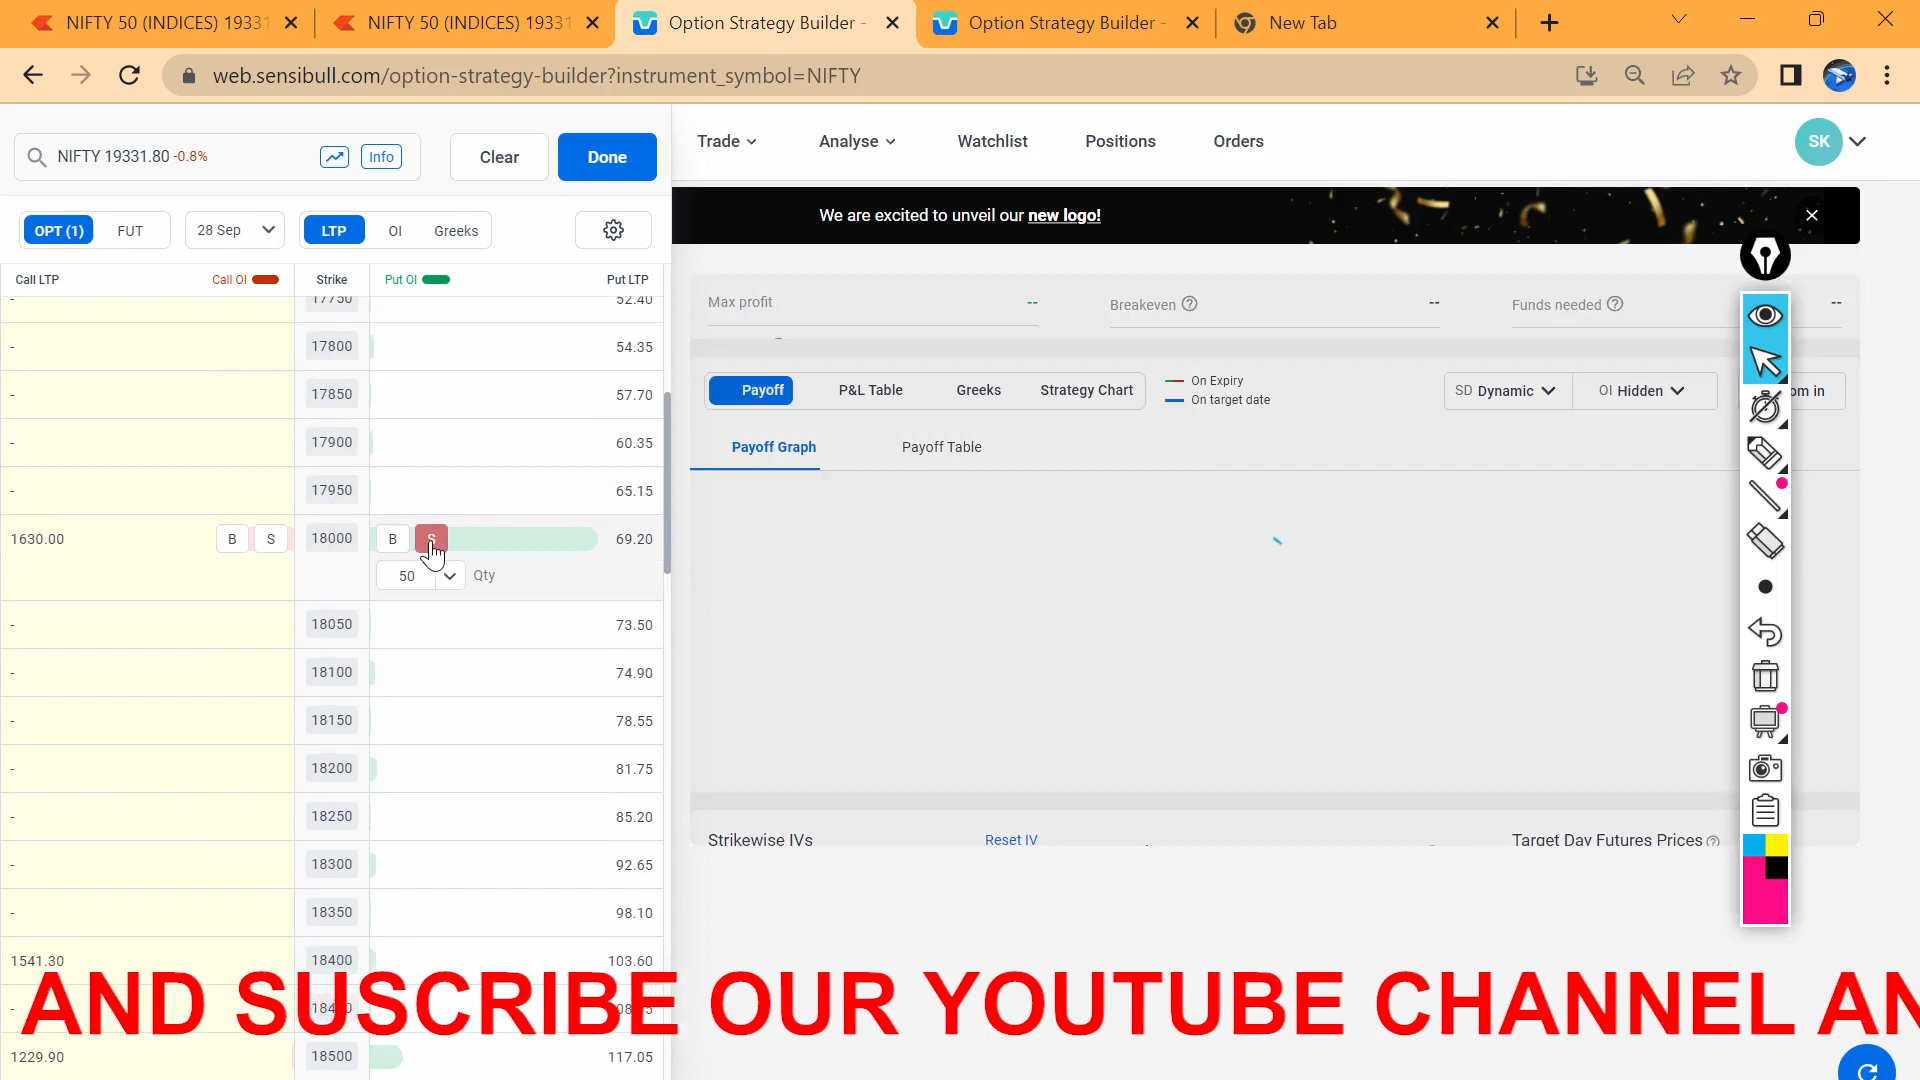 NIFTY 50 (INDICES) 19331
NIFTY 50 (INDICES) 19331
Option Strategy Builder -
Option Strategy Builder -
New Tab
web.sensibull.com/option-strategy-builder?instrument_symbol=NIFTY
NIFTY 19331.80 -0.8%
Info
Clear
Done
Trade
Analyse
Watchlist
Positions
Orders
SK
We are excited to unveil our new logo!
OPT (1)
FUT
28 Sep
LTP
OI
Greeks
Call LTP
Call OI
Strike
Put OI
Put LTP
- 17750 52.40
- 17800 54.35
- 17850 57.70
- 17900 60.35
- 17950 65.15
1630.00 B S 18000 B S 69.20
50 Qty
- 18050 73.50
- 18100 74.90
- 18150 78.55
- 18200 81.75
- 18250 85.20
- 18300 92.65
- 18350 98.10
1541.30 18400 103.60
1229.90 18500 117.05
Max profit --
Breakeven --
Funds needed --
Payoff
P&L Table
Greeks
Strategy Chart
On Expiry
On target date
SD Dynamic
OI Hidden
Payoff Graph
Payoff Table
Strikewise IVs
Reset IV
Target Day Futures Prices
AND SUSCRIBE OUR YOUTUBE CHANNEL AN